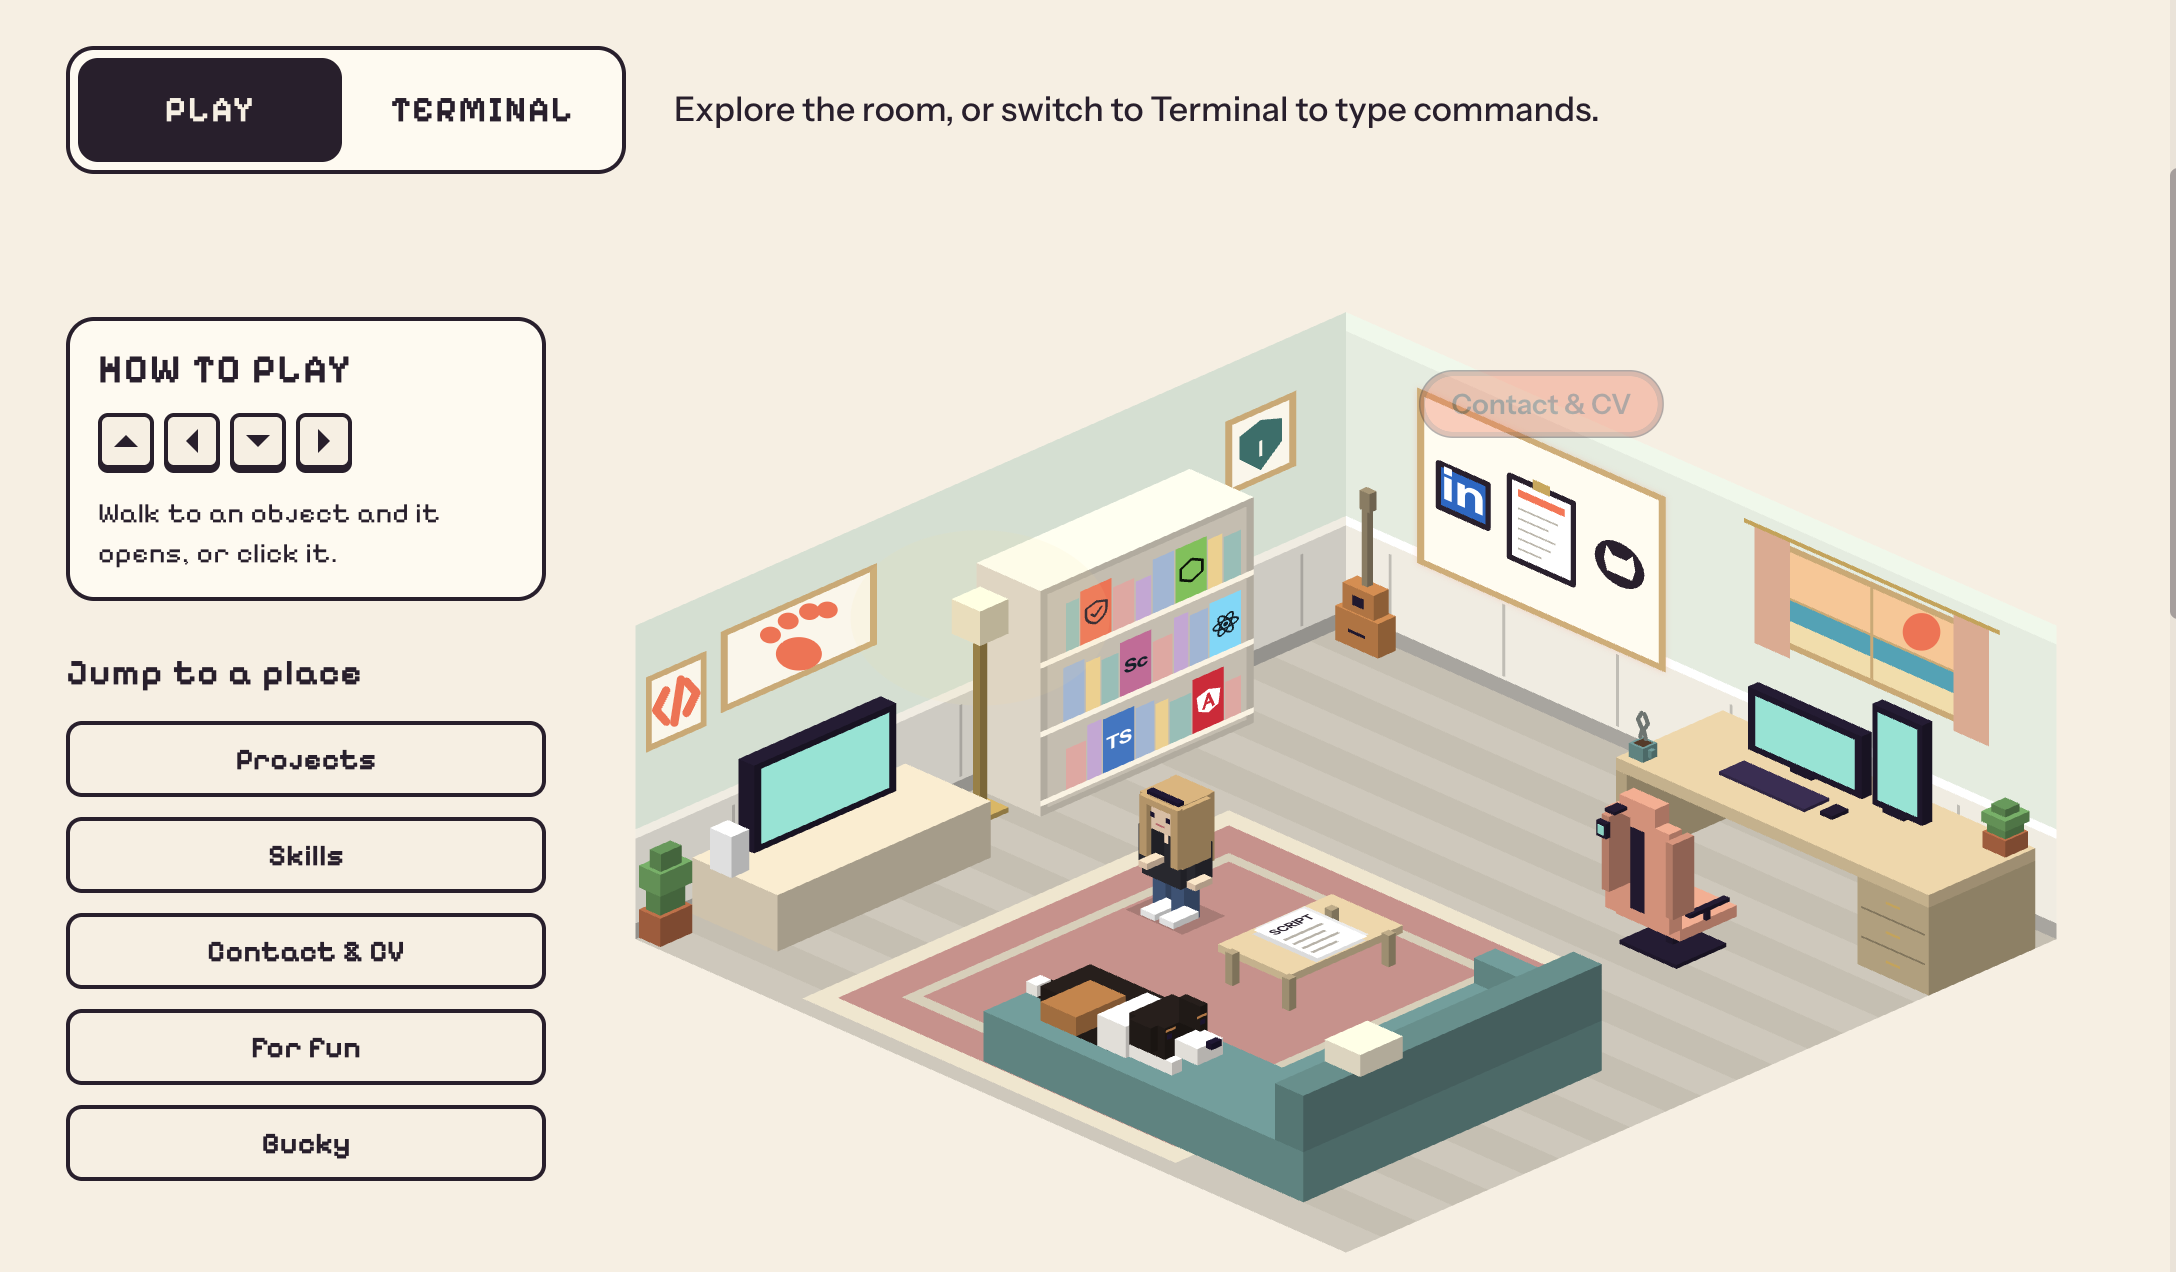 PLAY
TERMINAL
Explore the room, or switch to Terminal to type commands.
HOW TO PLAY
Walk to an object and it
opens, or click it.
Jump to a place
Projects
Skills
Contact & CV
For fun
Bucky
Contact & CV
in
Sc
A
TS
SCRIPT